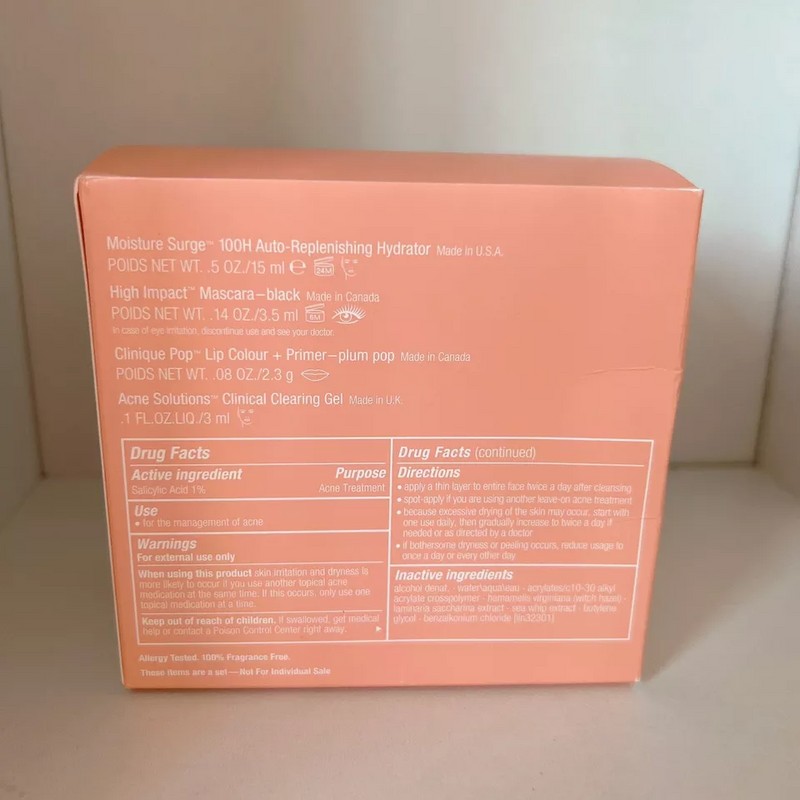 Moisture Surge™ 100H Auto-Replenishing Hydrator Made in U.S.A.
POIDS NET WT. .5 OZ./15 ml ℮ 24M
High Impact™ Mascara–black Made in Canada
POIDS NET WT. .14 OZ./3.5 ml 6M
In case of eye irritation, discontinue use and see your doctor.
Clinique Pop™ Lip Colour + Primer–plum pop Made in Canada
POIDS NET WT. .08 OZ./2.3 g
Acne Solutions™ Clinical Clearing Gel Made in U.K.
.1 FL.OZ.LIQ./3 ml
Drug Facts
Active ingredient Purpose
Salicylic Acid 1% Acne Treatment
Use
• for the management of acne
Warnings
For external use only
When using this product skin irritation and dryness is
more likely to occur if you use another topical acne
medication at the same time. If this occurs, only use one
topical medication at a time.
Keep out of reach of children. If swallowed, get medical
help or contact a Poison Control Center right away. ▶
Drug Facts (continued)
Directions
• apply a thin layer to entire face twice a day after cleansing
• spot-apply if you are using another leave-on acne treatment
• because excessive drying of the skin may occur, start with
one use daily, then gradually increase to twice a day if
needed or as directed by a doctor
• if bothersome dryness or peeling occurs, reduce usage to
once a day or every other day
Inactive ingredients
alcohol denat. · water\aqua\eau · acrylates/c10-30 alkyl
acrylate crosspolymer · hamamelis virginiana (witch hazel) ·
laminaria saccharina extract · sea whip extract · butylene
glycol · benzalkonium chloride [iln32301]
Allergy Tested. 100% Fragrance Free.
These items are a set—Not For Individual Sale